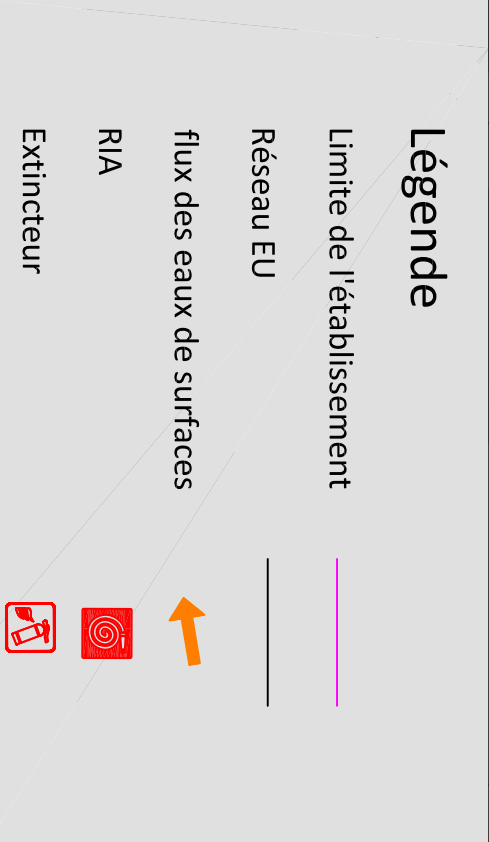 Légende
Limite de l'établissement
Réseau EU
flux des eaux de surfaces
RIA
Extincteur